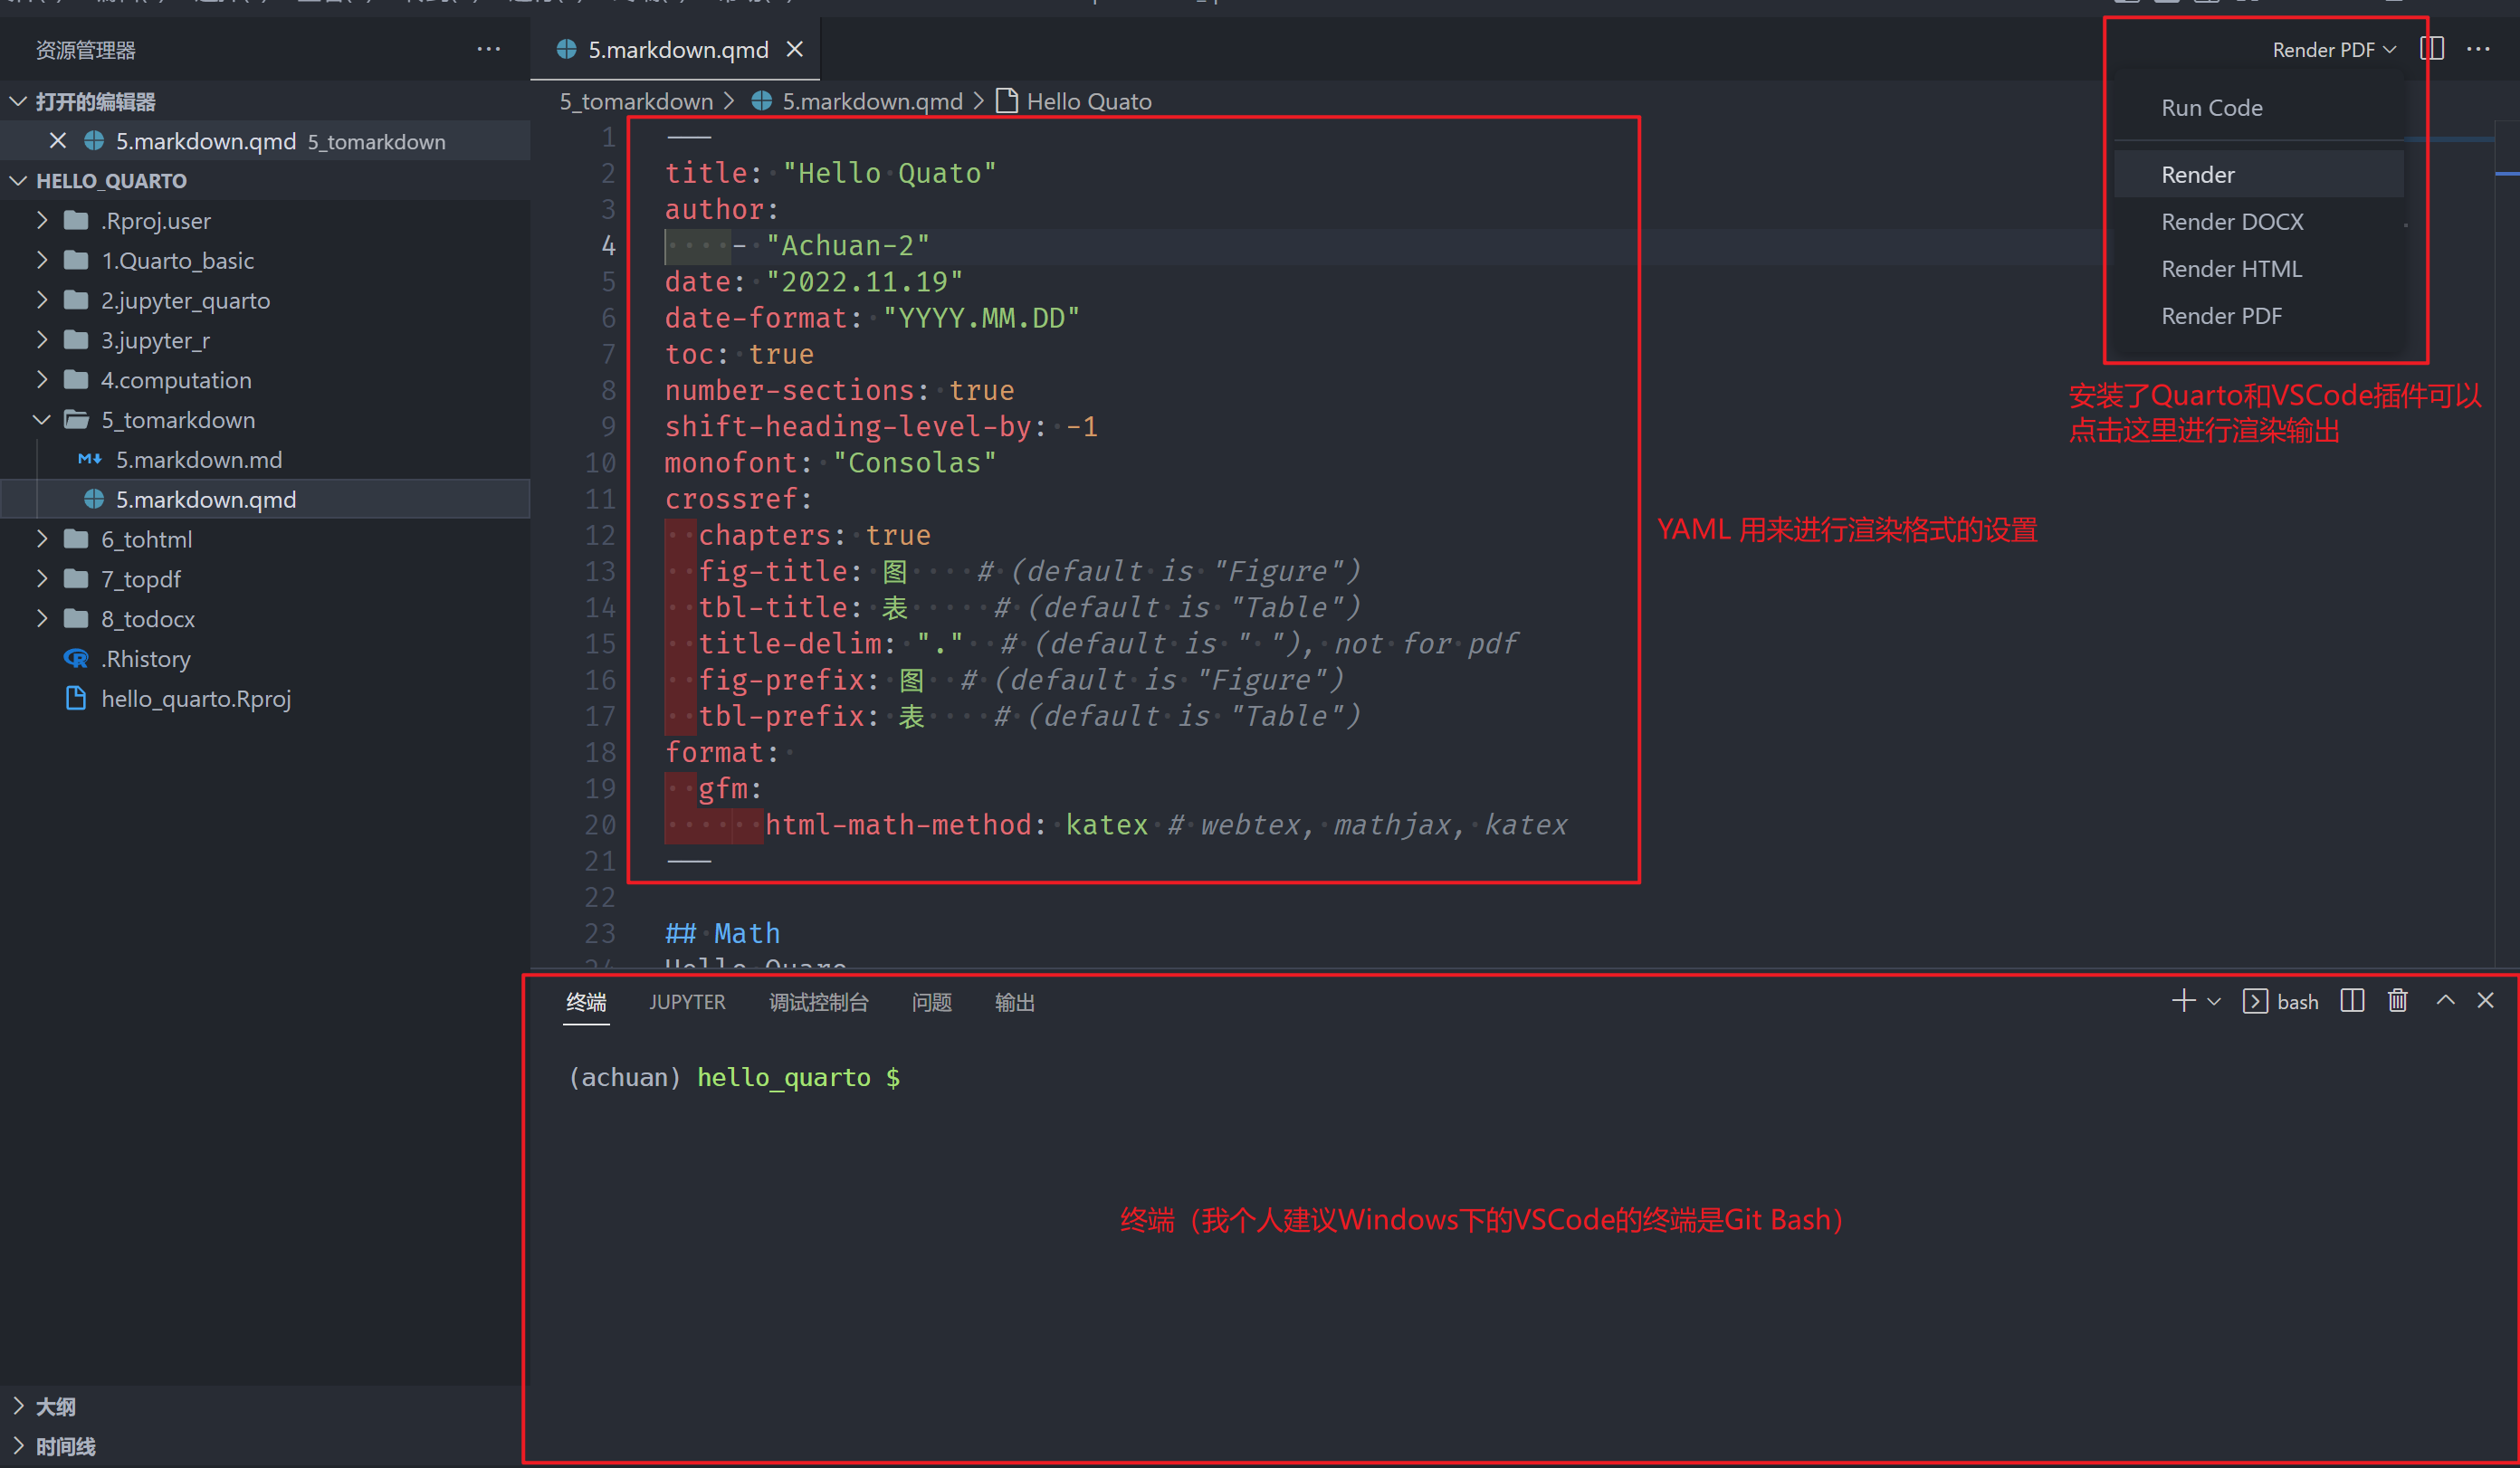 资源管理器
打开的编辑器
5.markdown.qmd 5_tomarkdown
HELLO_QUARTO
.Rproj.user
1.Quarto_basic
2.jupyter_quarto
3.jupyter_r
4.computation
5_tomarkdown
5.markdown.md
5.markdown.qmd
6_tohtml
7_topdf
8_todocx
.Rhistory
hello_quarto.Rproj
大纲
时间线
5.markdown.qmd
5_tomarkdown > 5.markdown.qmd > Hello Quato
1 ---
2 title: "Hello Quato"
3 author:
4     - "Achuan-2"
5 date: "2022.11.19"
6 date-format: "YYYY.MM.DD"
7 toc: true
8 number-sections: true
9 shift-heading-level-by: -1
10 monofont: "Consolas"
11 crossref:
12   chapters: true
13   fig-title: 图    # (default is "Figure")
14   tbl-title: 表     # (default is "Table")
15   title-delim: "."  # (default is " "), not for pdf
16   fig-prefix: 图  # (default is "Figure")
17   tbl-prefix: 表    # (default is "Table")
18 format:
19   gfm:
20       html-math-method: katex # webtex, mathjax, katex
21 ---
22
23 ## Math
Render PDF
Run Code
Render
Render DOCX
Render HTML
Render PDF
安装了Quarto和VSCode插件可以
点击这里进行渲染输出
YAML 用来进行渲染格式的设置
终端 JUPYTER 调试控制台 问题 输出
bash
(achuan) hello_quarto $
终端（我个人建议Windows下的VSCode的终端是Git Bash）